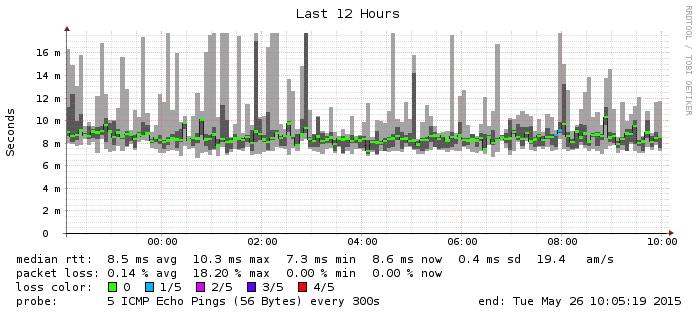 Last 12 Hours
RRDTOOL / TOBI OETIKER
Seconds
16 m
14 m
12 m
10 m
8 m
6 m
4 m
2 m
0
00:00 02:00 04:00 06:00 08:00 10:00
median rtt: 8.5 ms avg 10.3 ms max 7.3 ms min 8.6 ms now 0.4 ms sd 19.4 am/s
packet loss: 0.14 % avg 18.20 % max 0.00 % min 0.00 % now
loss color: 0 1/5 2/5 3/5 4/5
probe: 5 ICMP Echo Pings (56 Bytes) every 300s end: Tue May 26 10:05:19 2015